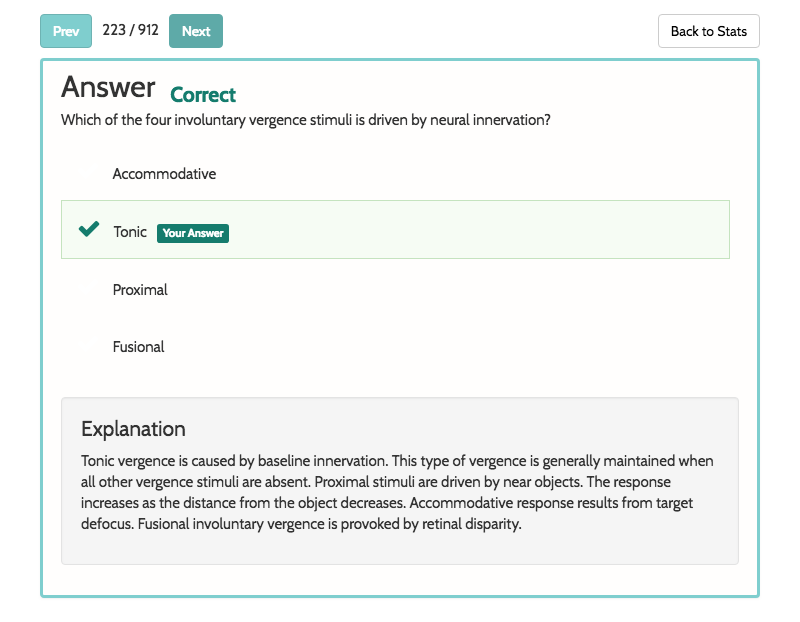 Prev 223 / 912 Next Back to Stats
Answer Correct
Which of the four involuntary vergence stimuli is driven by neural innervation?
Accommodative
Tonic Your Answer
Proximal
Fusional
Explanation
Tonic vergence is caused by baseline innervation. This type of vergence is generally maintained when
all other vergence stimuli are absent. Proximal stimuli are driven by near objects. The response
increases as the distance from the object decreases. Accommodative response results from target
defocus. Fusional involuntary vergence is provoked by retinal disparity.